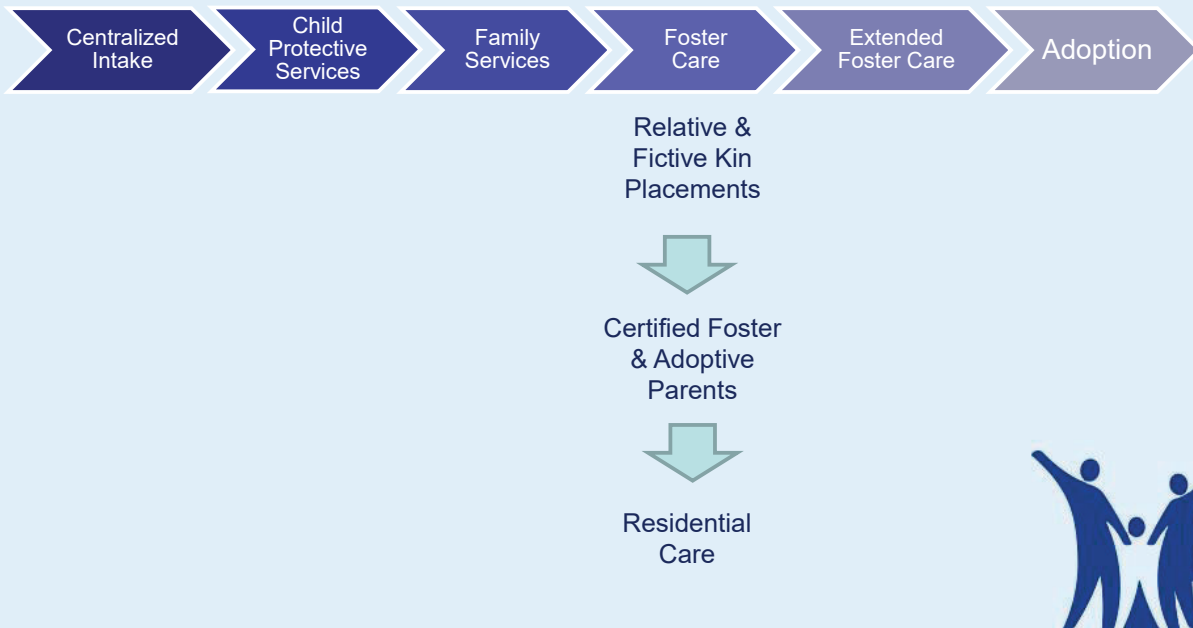 Centralized
Intake
Child
Protective
Services
Family
Services
Foster
Care
Extended
Foster Care
Adoption
Relative &
Fictive Kin
Placements
Certified Foster
& Adoptive
Parents
Residential
Care